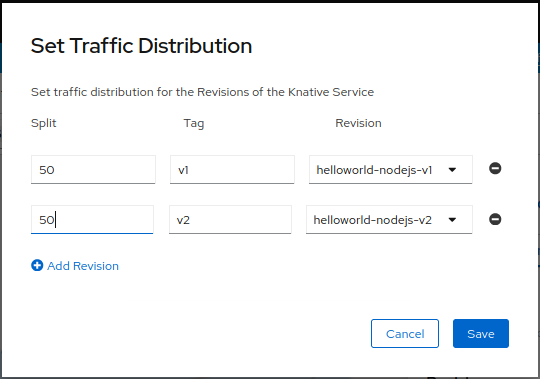 Set Traffic Distribution
Set traffic distribution for the Revisions of the Knative Service
Split Tag Revision
50 v1 helloworld-nodejs-v1
50 v2 helloworld-nodejs-v2
Add Revision
Cancel Save